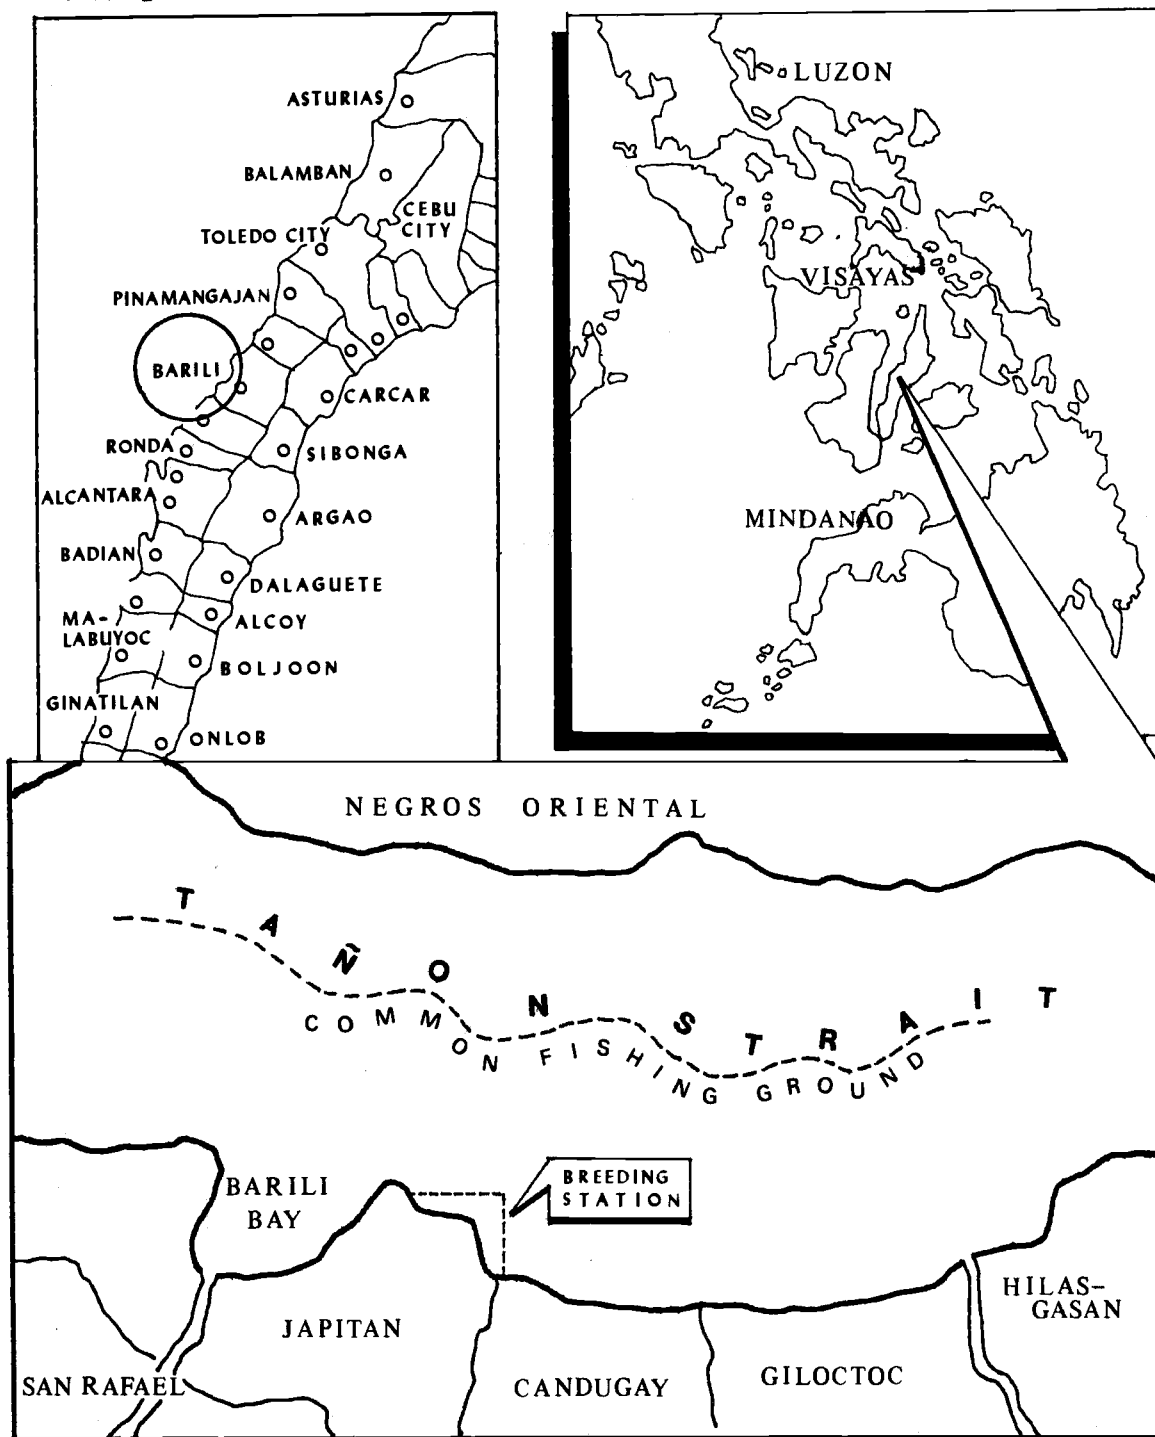 ASTURIAS
BALAMBAN
CEBU
CITY
TOLEDO CITY
PINAMANGAJAN
BARILI
CARCAR
RONDA
SIBONGA
ALCANTARA
ARGAO
BADIAN
DALAGUETE
MA-
LABUYOC
ALCOY
BOLJOON
GINATILAN
ONLOB
LUZON
VISAYAS
MINDANAO
NEGROS ORIENTAL
TAÑON STRAIT
COMMON FISHING GROUND
BREEDING
STATION
BARILI
BAY
HILAS-
GASAN
JAPITAN
SAN RAFAEL
CANDUGAY
GILOCTOC